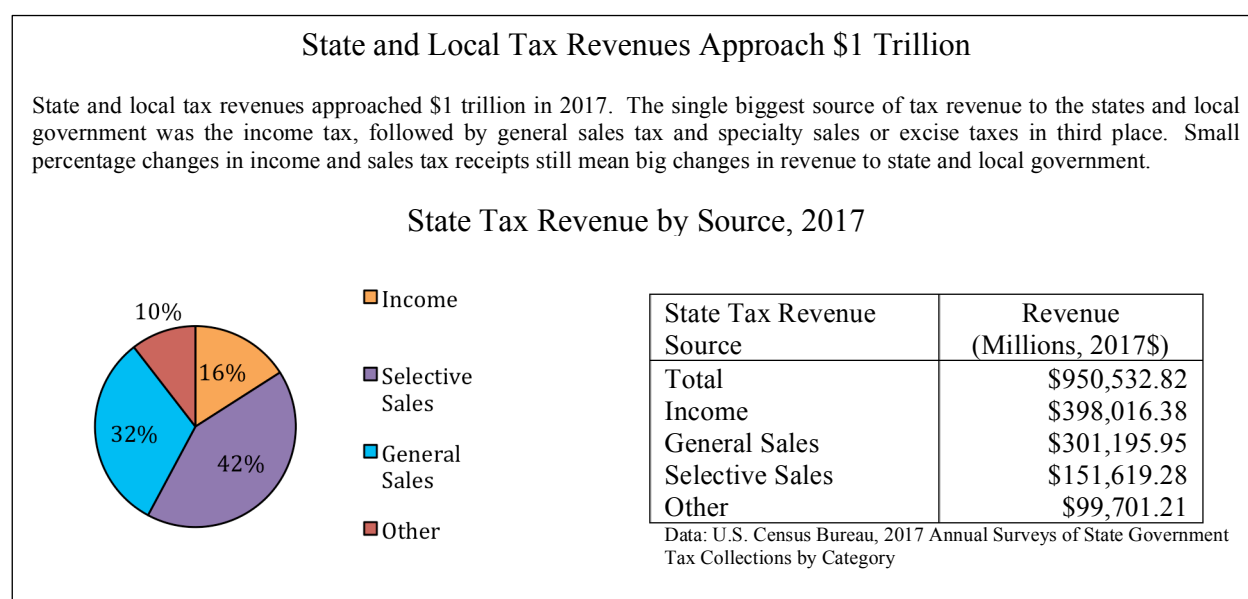 State and Local Tax Revenues Approach $1 Trillion
State and local tax revenues approached $1 trillion in 2017. The single biggest source of tax revenue to the states and local
government was the income tax, followed by general sales tax and specialty sales or excise taxes in third place. Small
percentage changes in income and sales tax receipts still mean big changes in revenue to state and local government.
State Tax Revenue by Source, 2017
10%
16%
32%
42%
Income
Selective
Sales
General
Sales
Other
State Tax Revenue Revenue
Source (Millions, 2017$)
Total $950,532.82
Income $398,016.38
General Sales $301,195.95
Selective Sales $151,619.28
Other $99,701.21
Data: U.S. Census Bureau, 2017 Annual Surveys of State Government
Tax Collections by Category